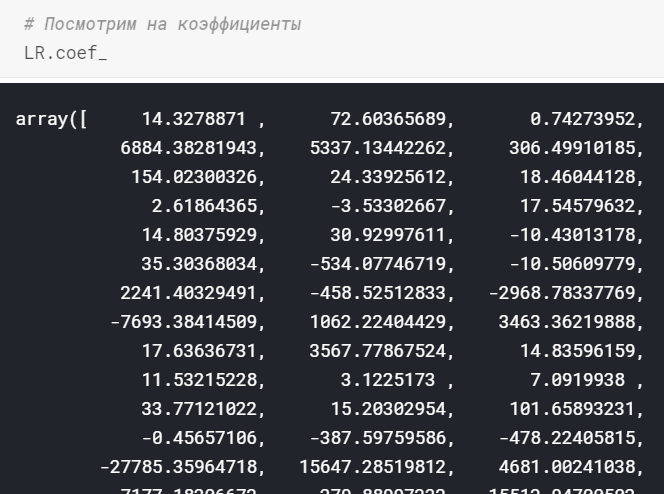 # Посмотрим на коэффициенты
LR.coef_
array([ 14.3278871 , 72.60365689, 0.74273952,
6884.38281943, 5337.13442262, 306.49910185,
154.02300326, 24.33925612, 18.46044128,
2.61864365, -3.53302667, 17.54579632,
14.80375929, 30.92997611, -10.43013178,
35.30368034, -534.07746719, -10.50609779,
2241.40329491, -458.52512833, -2968.78337769,
-7693.38414509, 1062.22404429, 3463.36219888,
17.63636731, 3567.77867524, 14.83596159,
11.53215228, 3.1225173 , 7.0919938 ,
33.77121022, 15.20302954, 101.65893231,
-0.45657106, -387.59759586, -478.22405815,
-27785.35964718, 15647.28519812, 4681.00241038,